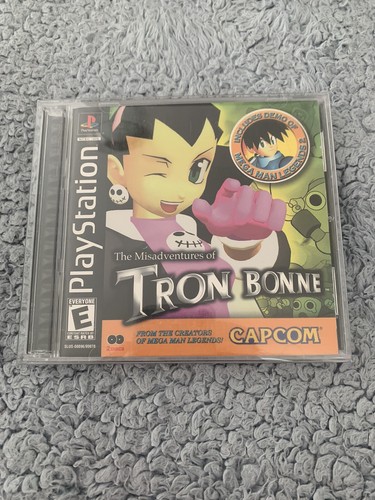 PlayStation
INCLUDES DEMO OF
MEGA MAN LEGENDS 2
The Misadventures of
TRON BONNE
EVERYONE
E
ESRB
FROM THE CREATORS
OF MEGA MAN LEGENDS!
CAPCOM